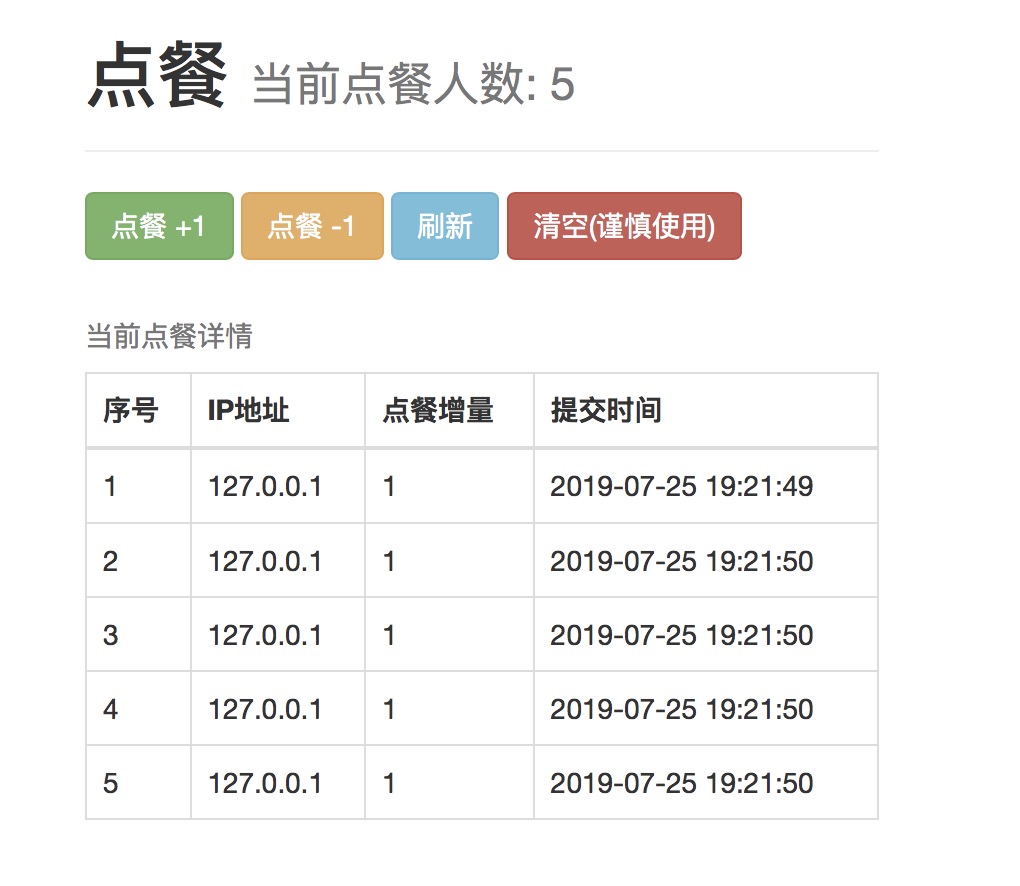 点餐 当前点餐人数: 5
点餐 +1 点餐 -1 刷新 清空(谨慎使用)
当前点餐详情
序号 IP地址 点餐增量 提交时间
1 127.0.0.1 1 2019-07-25 19:21:49
2 127.0.0.1 1 2019-07-25 19:21:50
3 127.0.0.1 1 2019-07-25 19:21:50
4 127.0.0.1 1 2019-07-25 19:21:50
5 127.0.0.1 1 2019-07-25 19:21:50